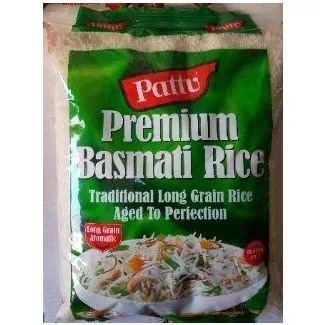 Pattu
Premium
Basmati Rice
Traditional Long Grain Rice
Aged To Perfection
Long Grain
Aromatic